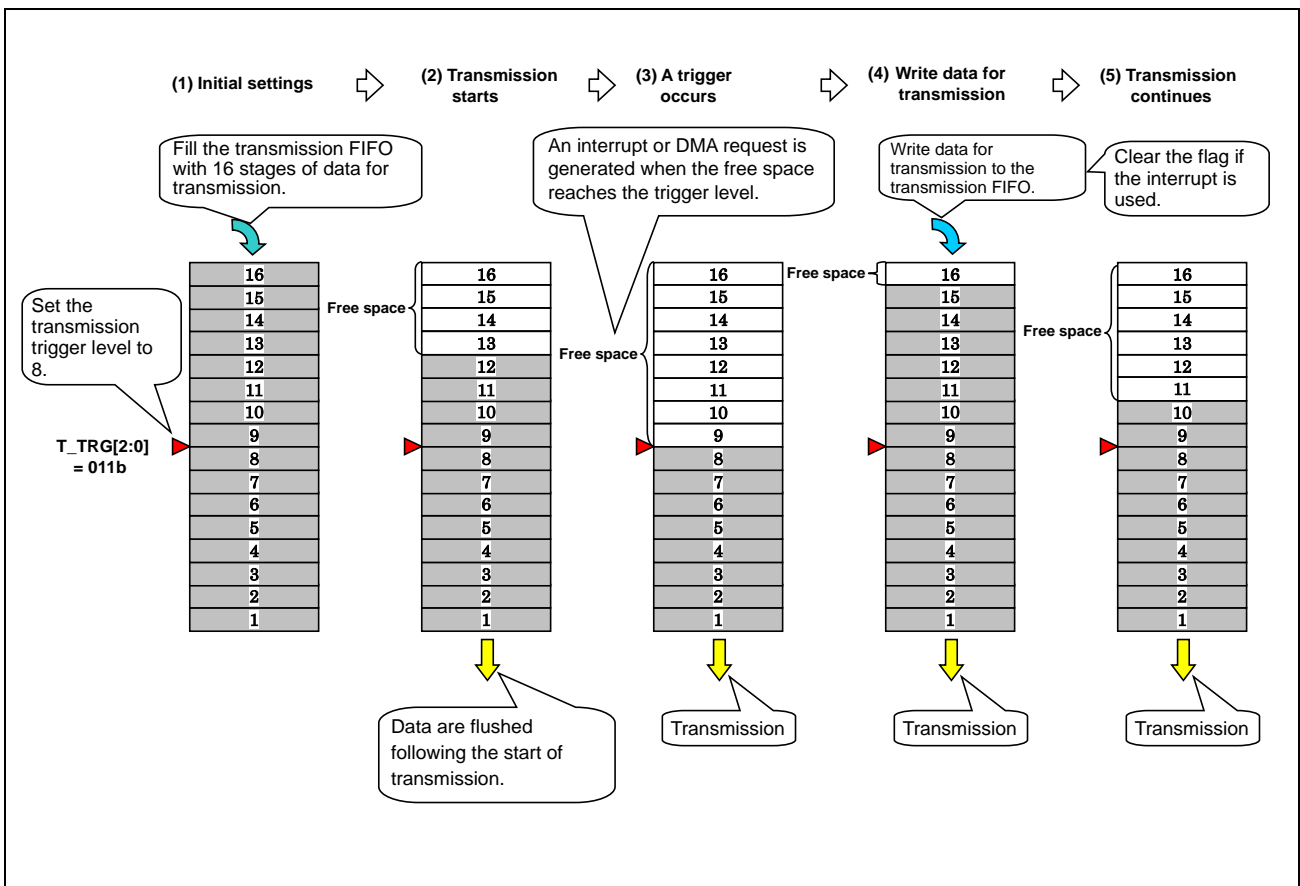 (1) Initial settings
(2) Transmission
starts
(3) A trigger
occurs
(4) Write data for
transmission
(5) Transmission
continues
Fill the transmission FIFO
with 16 stages of data for
transmission.
An interrupt or DMA request is
generated when the free space
reaches the trigger level.
Write data for
transmission to the
transmission FIFO.
Clear the flag if
the interrupt is
used.
Set the
transmission
trigger level to
8.
T_TRG[2:0]
= 011b
16
15
14
13
12
11
10
9
8
7
6
5
4
3
2
1
Free space
16
15
14
13
12
11
10
9
8
7
6
5
4
3
2
1
Data are flushed
following the start of
transmission.
Free space
16
15
14
13
12
11
10
9
8
7
6
5
4
3
2
1
Transmission
Free space
16
15
14
13
12
11
10
9
8
7
6
5
4
3
2
1
Transmission
Free space
16
15
14
13
12
11
10
9
8
7
6
5
4
3
2
1
Transmission